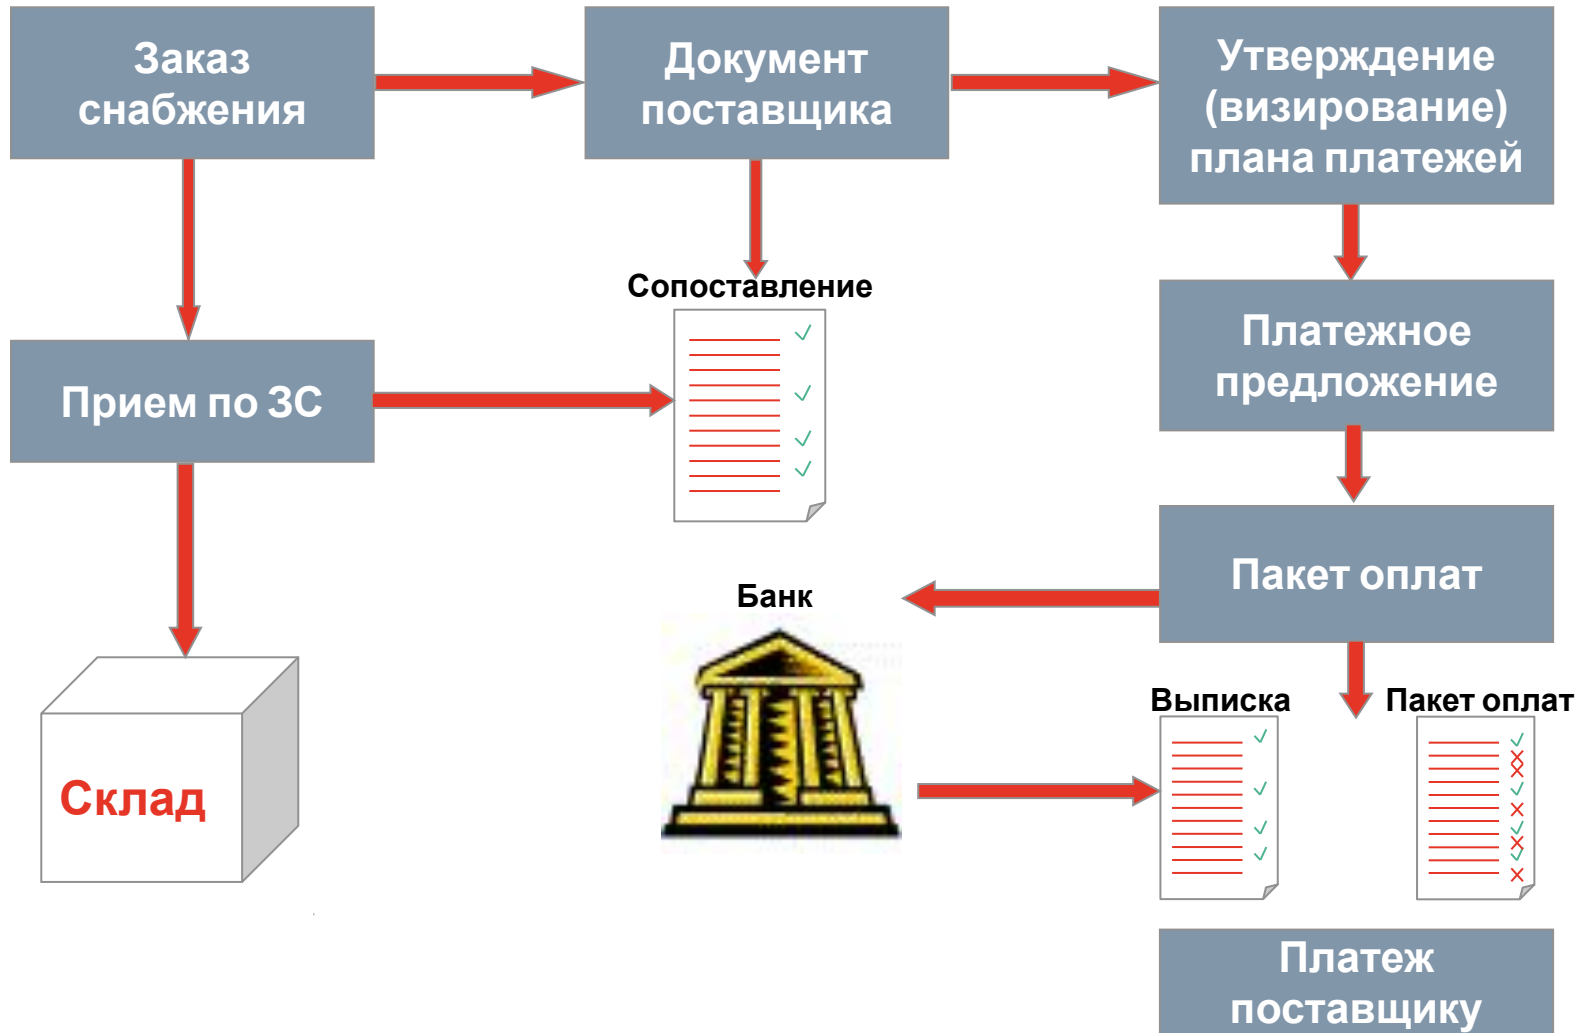 Заказ
снабжения
Документ
поставщика
Утверждение
(визирование)
плана платежей
Сопоставление
Прием по ЗС
Платежное
предложение
Пакет оплат
Банк
Выписка
Пакет оплат
Склад
Платеж
поставщику